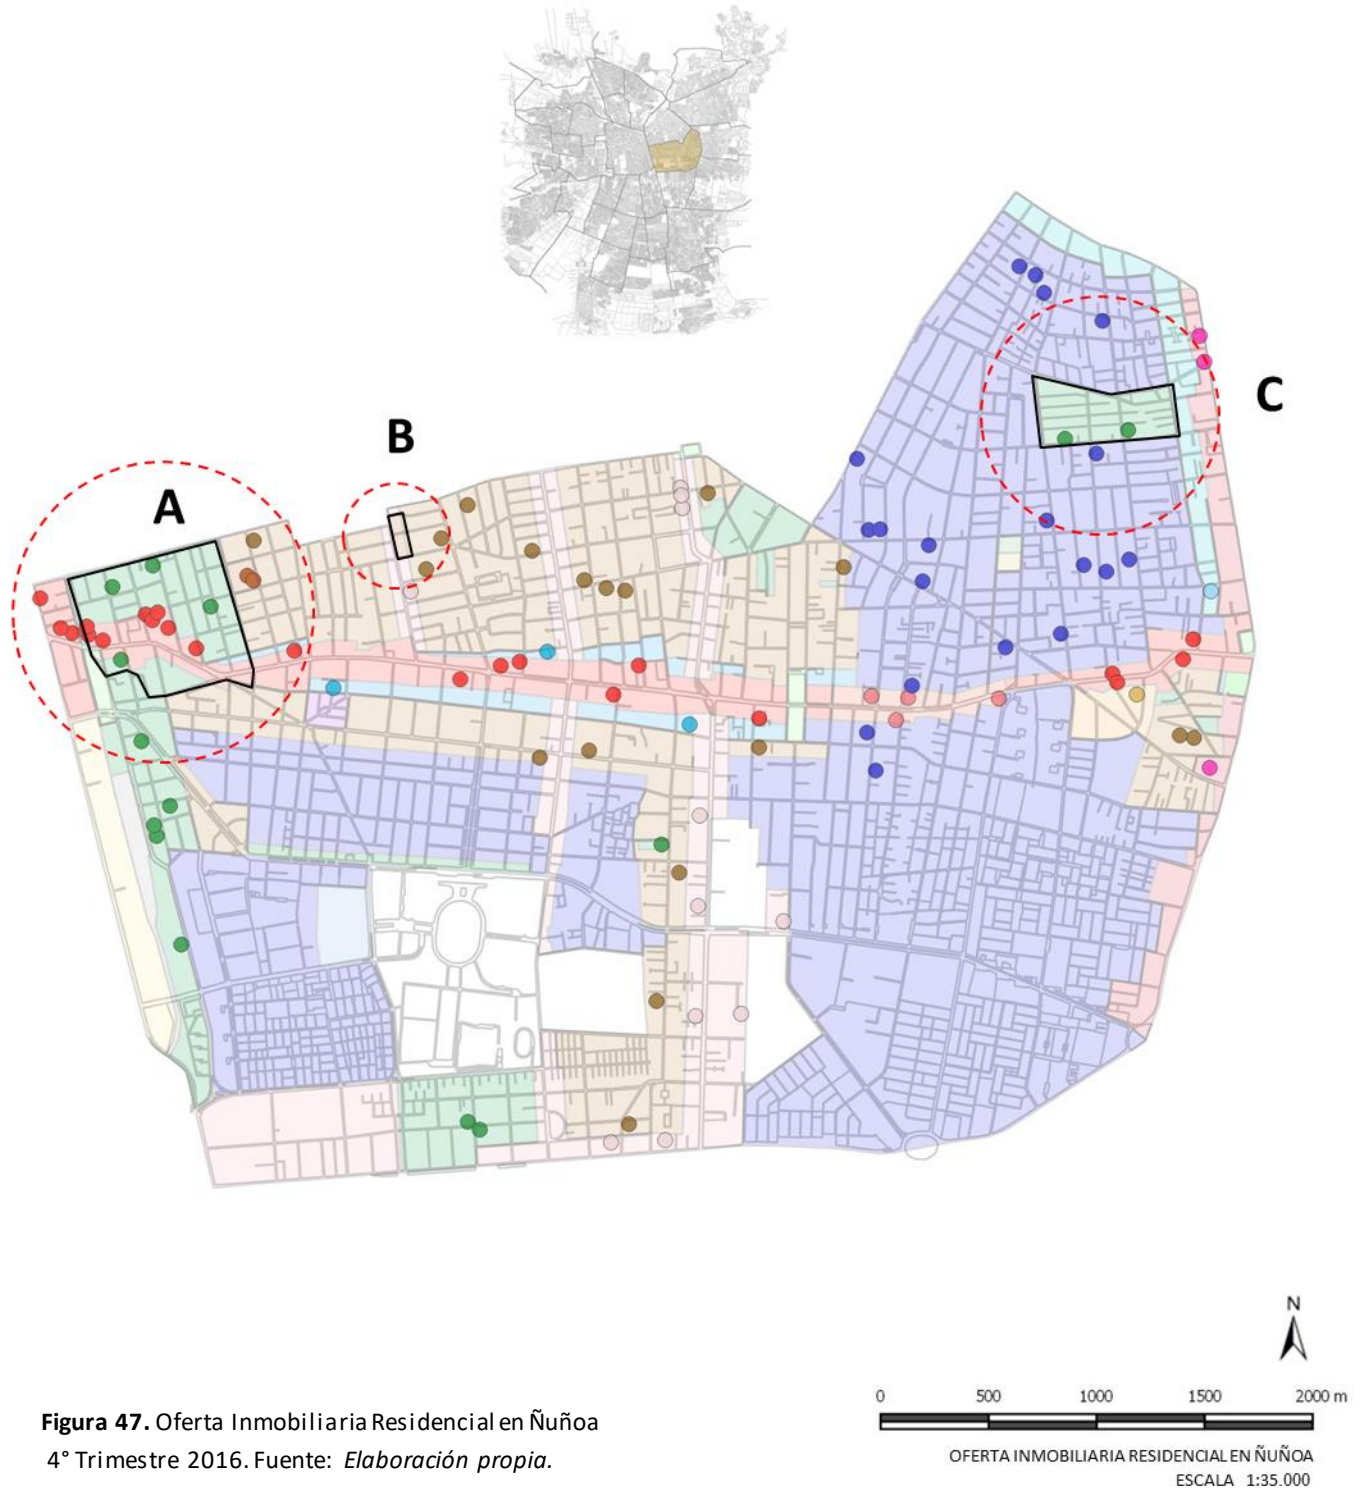 A
B
C
N
0 500 1000 1500 2000 m
OFERTA INMOBILIARIA RESIDENCIAL EN ÑUÑOA
ESCALA 1:35.000
Figura 47. Oferta Inmobiliaria Residencial en Ñuñoa
4° Trimestre 2016. Fuente: Elaboración propia.